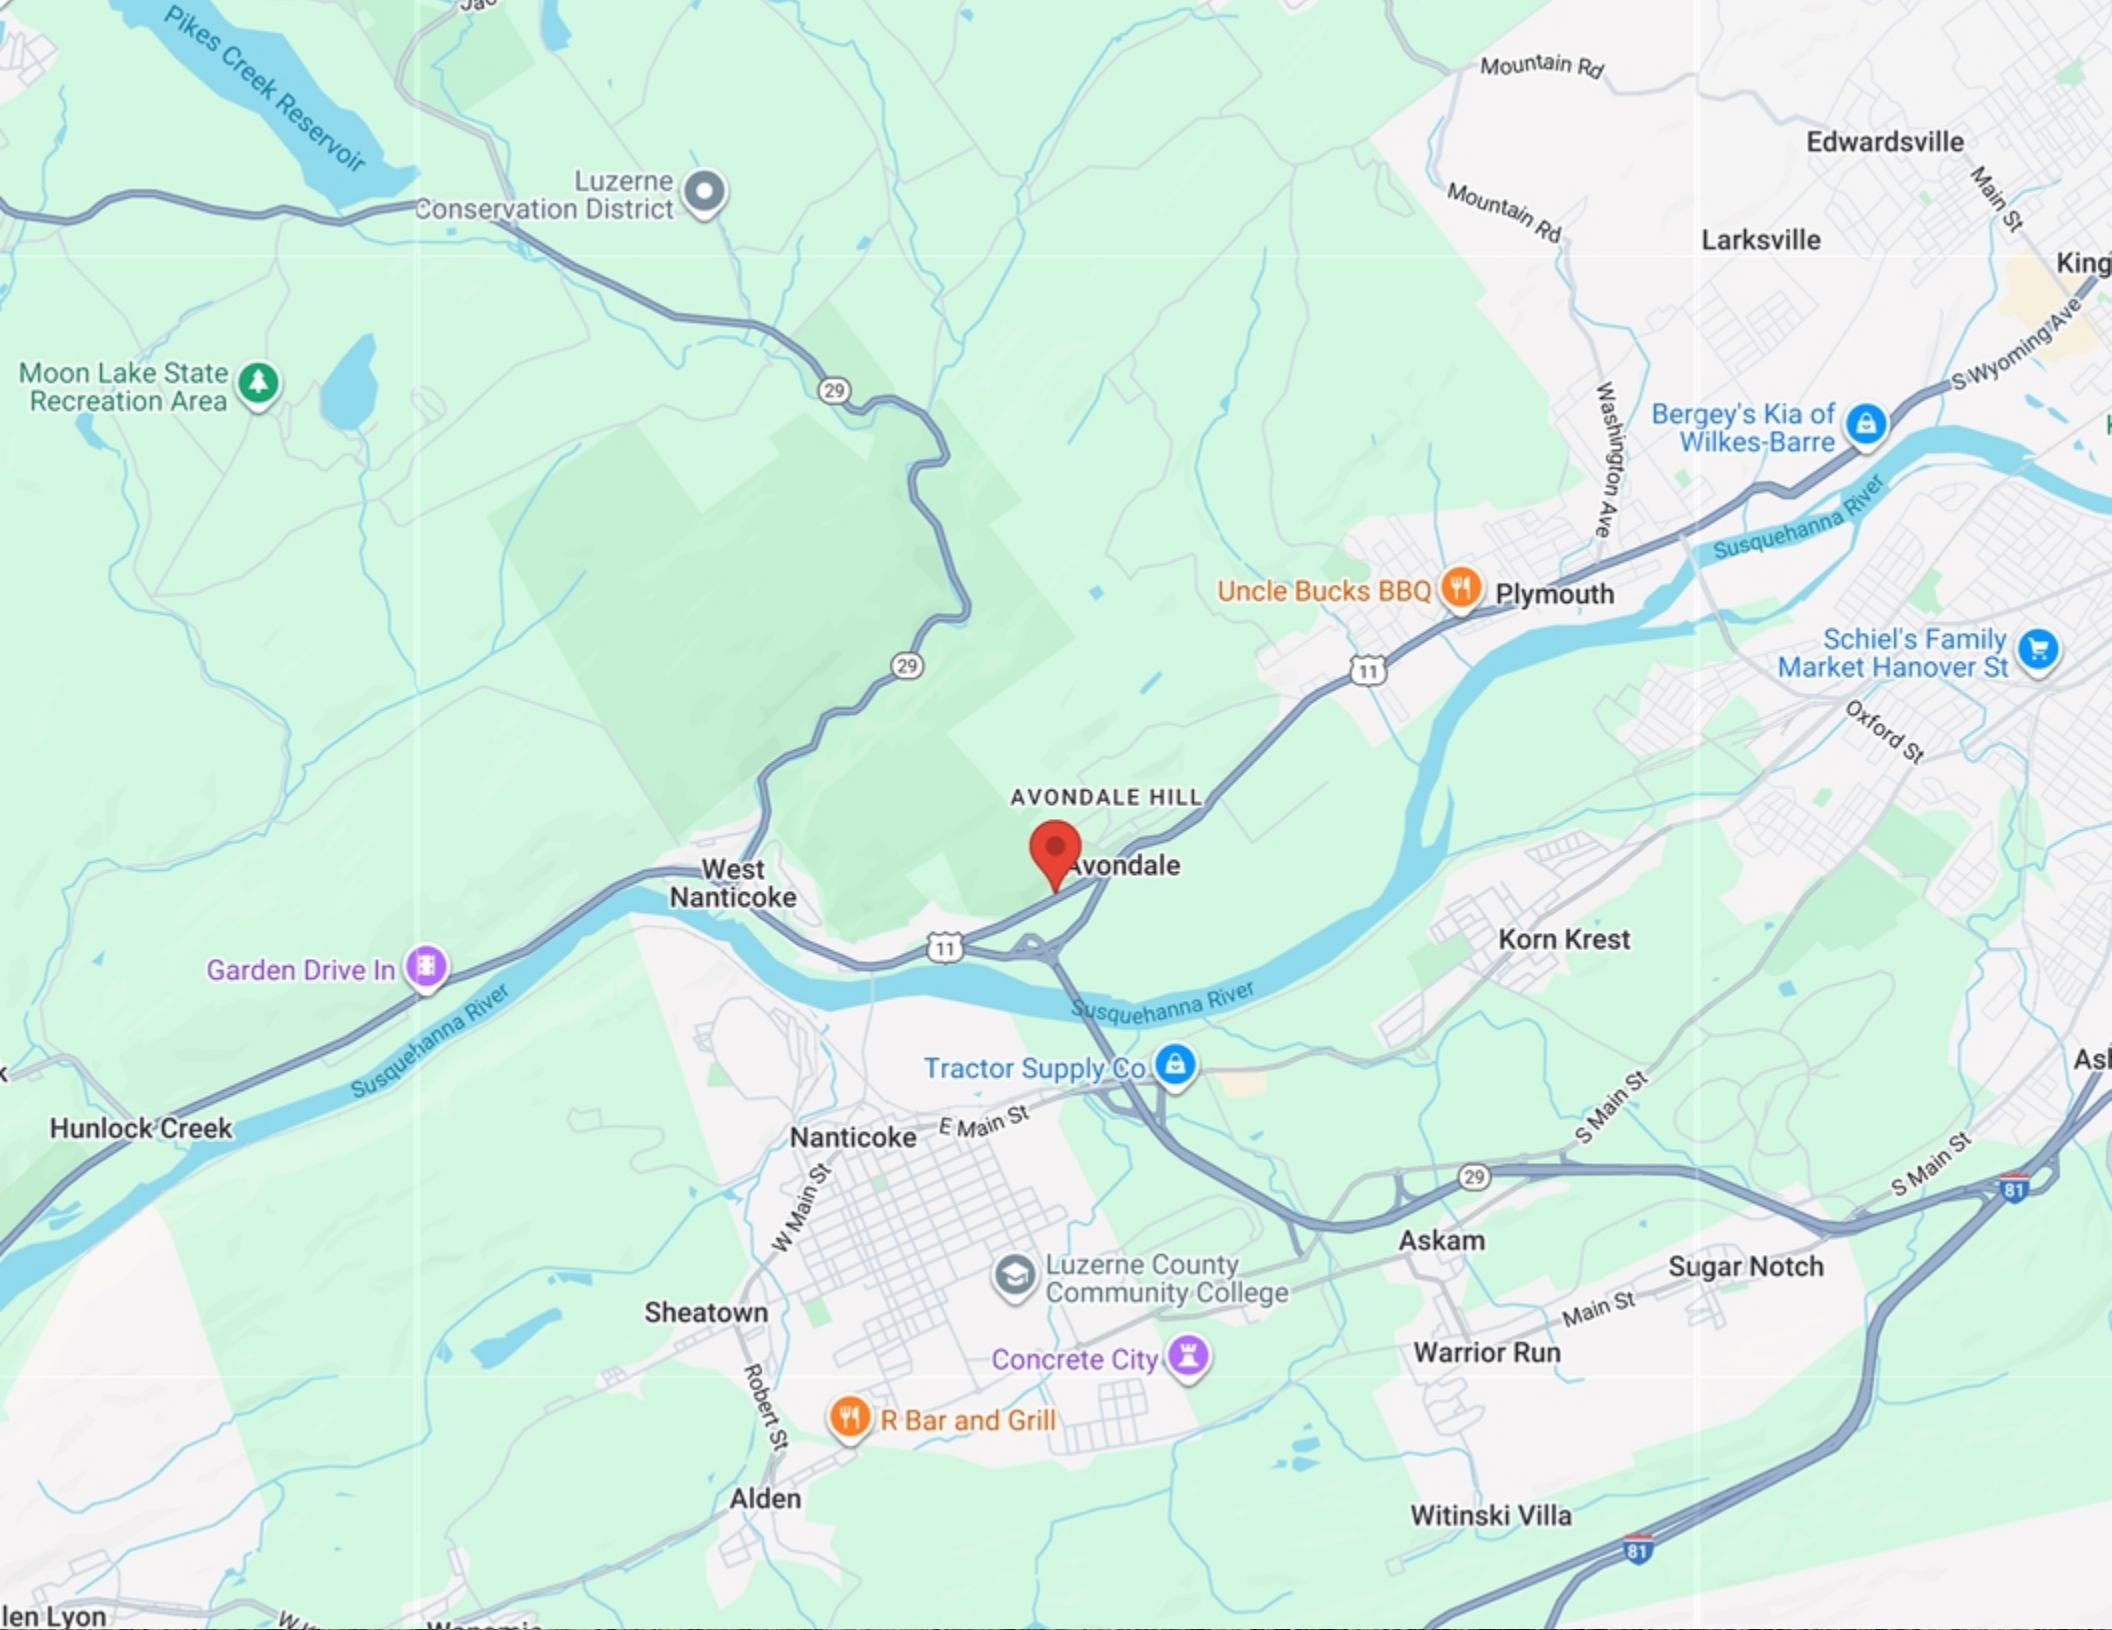 Pikes Creek Reservoir
Mountain Rd
Edwardsville
Main St
Luzerne
Conservation District
Mountain Rd
Larksville
King
S Wyoming Ave
Moon Lake State
Recreation Area
29
Washington Ave
Bergey's Kia of
Wilkes-Barre
Susquehanna River
Uncle Bucks BBQ
Plymouth
29
11
Schiel's Family
Market Hanover St
Oxford St
AVONDALE HILL
Avondale
West
Nanticoke
11
Korn Krest
Garden Drive In
Susquehanna River
Susquehanna River
Tractor Supply Co
Hunlock Creek
Nanticoke
E Main St
S Main St
29
S Main St
81
W Main St
Askam
Luzerne County
Community College
Sugar Notch
Main St
Sheatown
Warrior Run
Concrete City
Robert St
R Bar and Grill
Alden
Witinski Villa
81
len Lyon